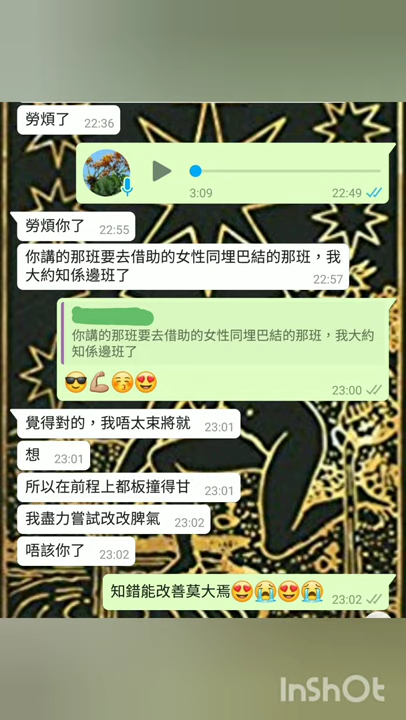 勞煩了
22:36
3:09
22:49
勞煩你了
22:55
你講的那班要去借助的女性同埋巴結的那班，我
大約知係邊班了
22:57
你講的那班要去借助的女性同埋巴結的那班，我大約
知係邊班了
😎💪🏼😚😍
23:00
覺得對的，我唔太束將就
23:01
想
23:01
所以在前程上都板撞得甘
23:01
我盡力嘗試改改脾氣
23:02
唔該你了
23:02
知錯能改善莫大焉😍😭😍😭
23:02
InShOt